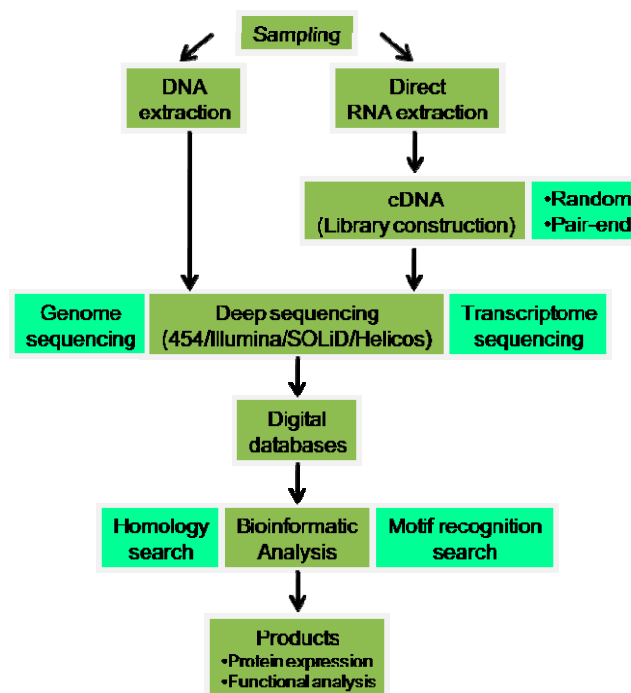 Sampling
DNA
extraction
Direct
RNA extraction
cDNA
(Library construction)
•Random
•Pair-end
Genome
sequencing
Deep sequencing
(454/Illumina/SOLiD/Helicos)
Transcriptome
sequencing
Digital
databases
Homology
search
Bioinformatic
Analysis
Motif recognition
search
Products
•Protein expression
•Functional analysis